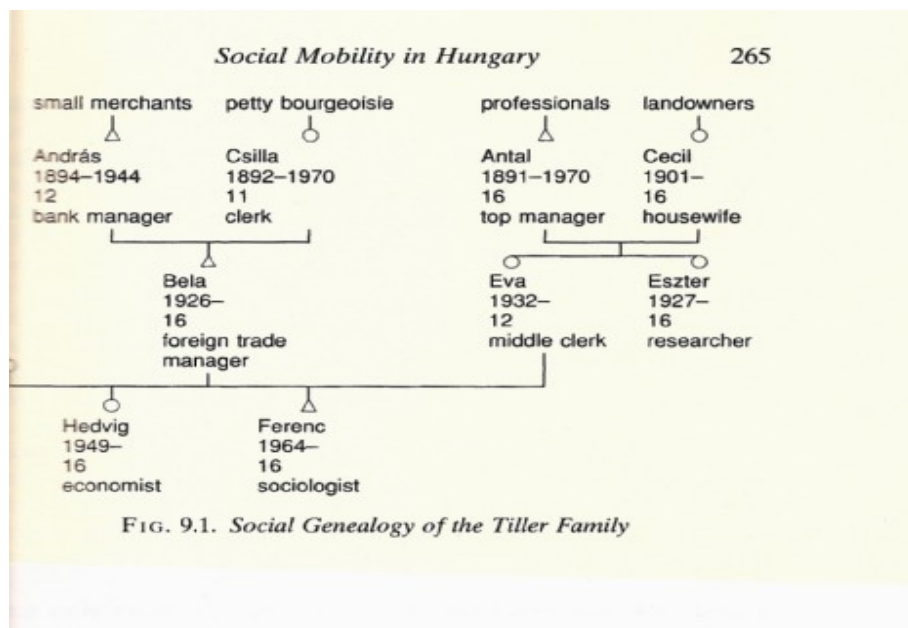 Social Mobility in Hungary 265
small merchants petty bourgeoisie professionals landowners
András Csilla Antal Cecil
1894–1944 1892–1970 1891–1970 1901–
12 11 16 16
bank manager clerk top manager housewife
Bela Eva Eszter
1926– 1932– 1927–
16 12 16
foreign trade middle clerk researcher
manager
Hedvig Ferenc
1949– 1964–
16 16
economist sociologist
FIG. 9.1. Social Genealogy of the Tiller Family